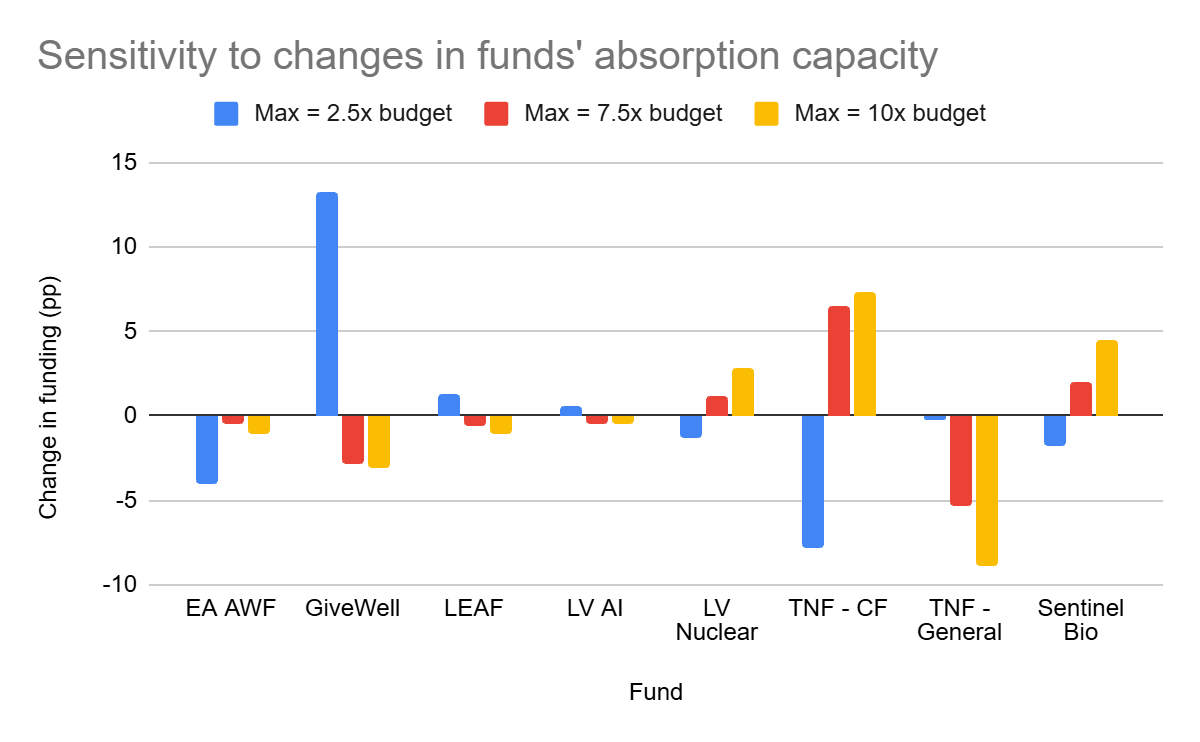 Sensitivity to changes in funds' absorption capacity
Max = 2.5x budget
Max = 7.5x budget
Max = 10x budget
Change in funding (pp)
15
10
5
0
-5
-10
EA AWF
GiveWell
LEAF
LV AI
LV
Nuclear
TNF - CF
TNF -
General
Sentinel
Bio
Fund